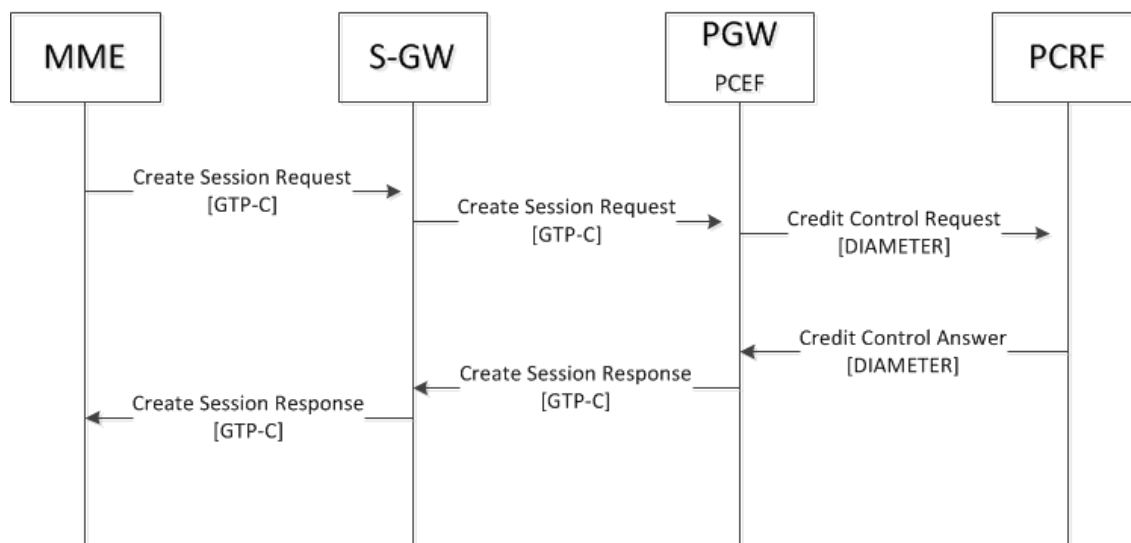 MME
S-GW
PGW
PCEF
PCRF
Create Session Request
[GTP-C]
Create Session Request
[GTP-C]
Credit Control Request
[DIAMETER]
Credit Control Answer
[DIAMETER]
Create Session Response
[GTP-C]
Create Session Response
[GTP-C]